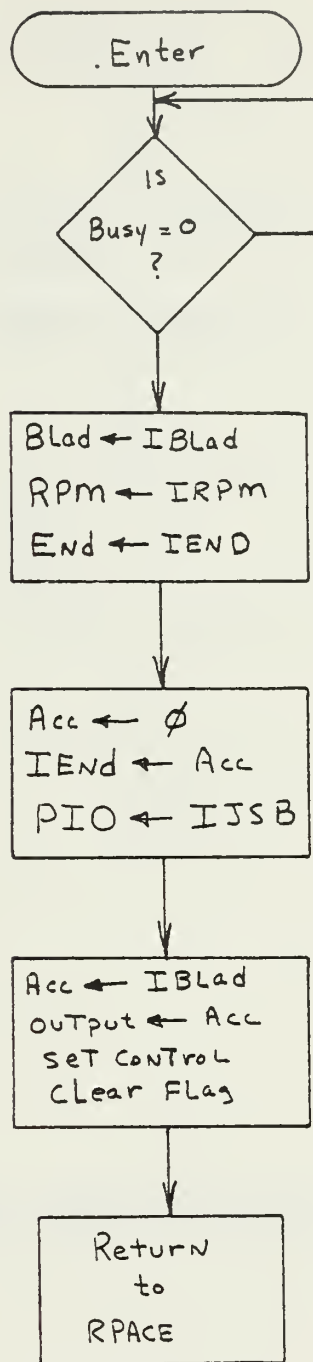 .Enter
Is
Busy = 0
?
BLad ← IBLad
RPm ← IRPm
End ← IEND
Acc ← Ø
IENd ← Acc
PIO ← IJSB
Acc ← IBLad
OUTput ← Acc
SeT CoNTroL
CLear FLag
ReturN
to
RPACE